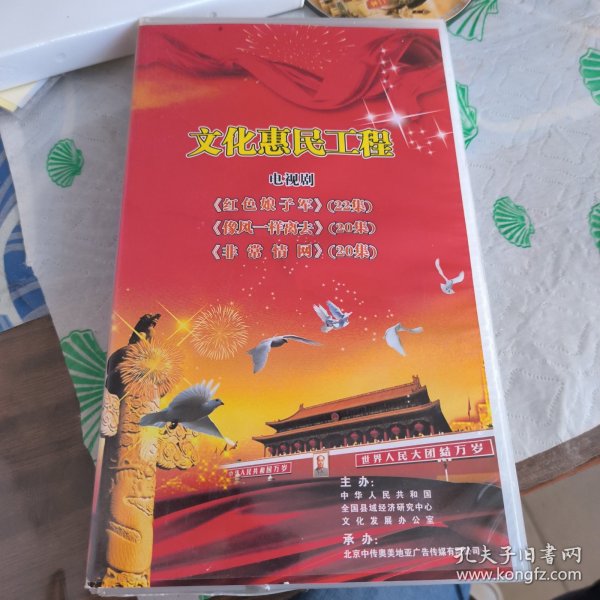 文化惠民工程
电视剧
《红色娘子军》(22集)
《像风一样离去》(20集)
《非常情网》(20集)
中华人民共和国万岁
世界人民大团结万岁
主办：
中华人民共和国
全国县域经济研究中心
文化发展办公室
承办：
北京中传奥美地亚广告传媒有限公司
孔夫子旧书网
www.kongfz.com